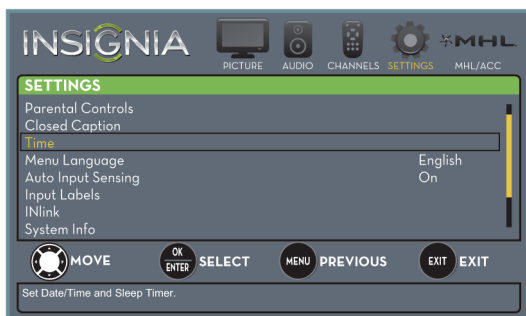 INSIGNIA
PICTURE AUDIO CHANNELS SETTINGS MHL MHL/ACC
SETTINGS
Parental Controls
Closed Caption
Time
Menu Language English
Auto Input Sensing On
Input Labels
INlink
System Info
MOVE OK ENTER SELECT MENU PREVIOUS EXIT EXIT
Set Date/Time and Sleep Timer.